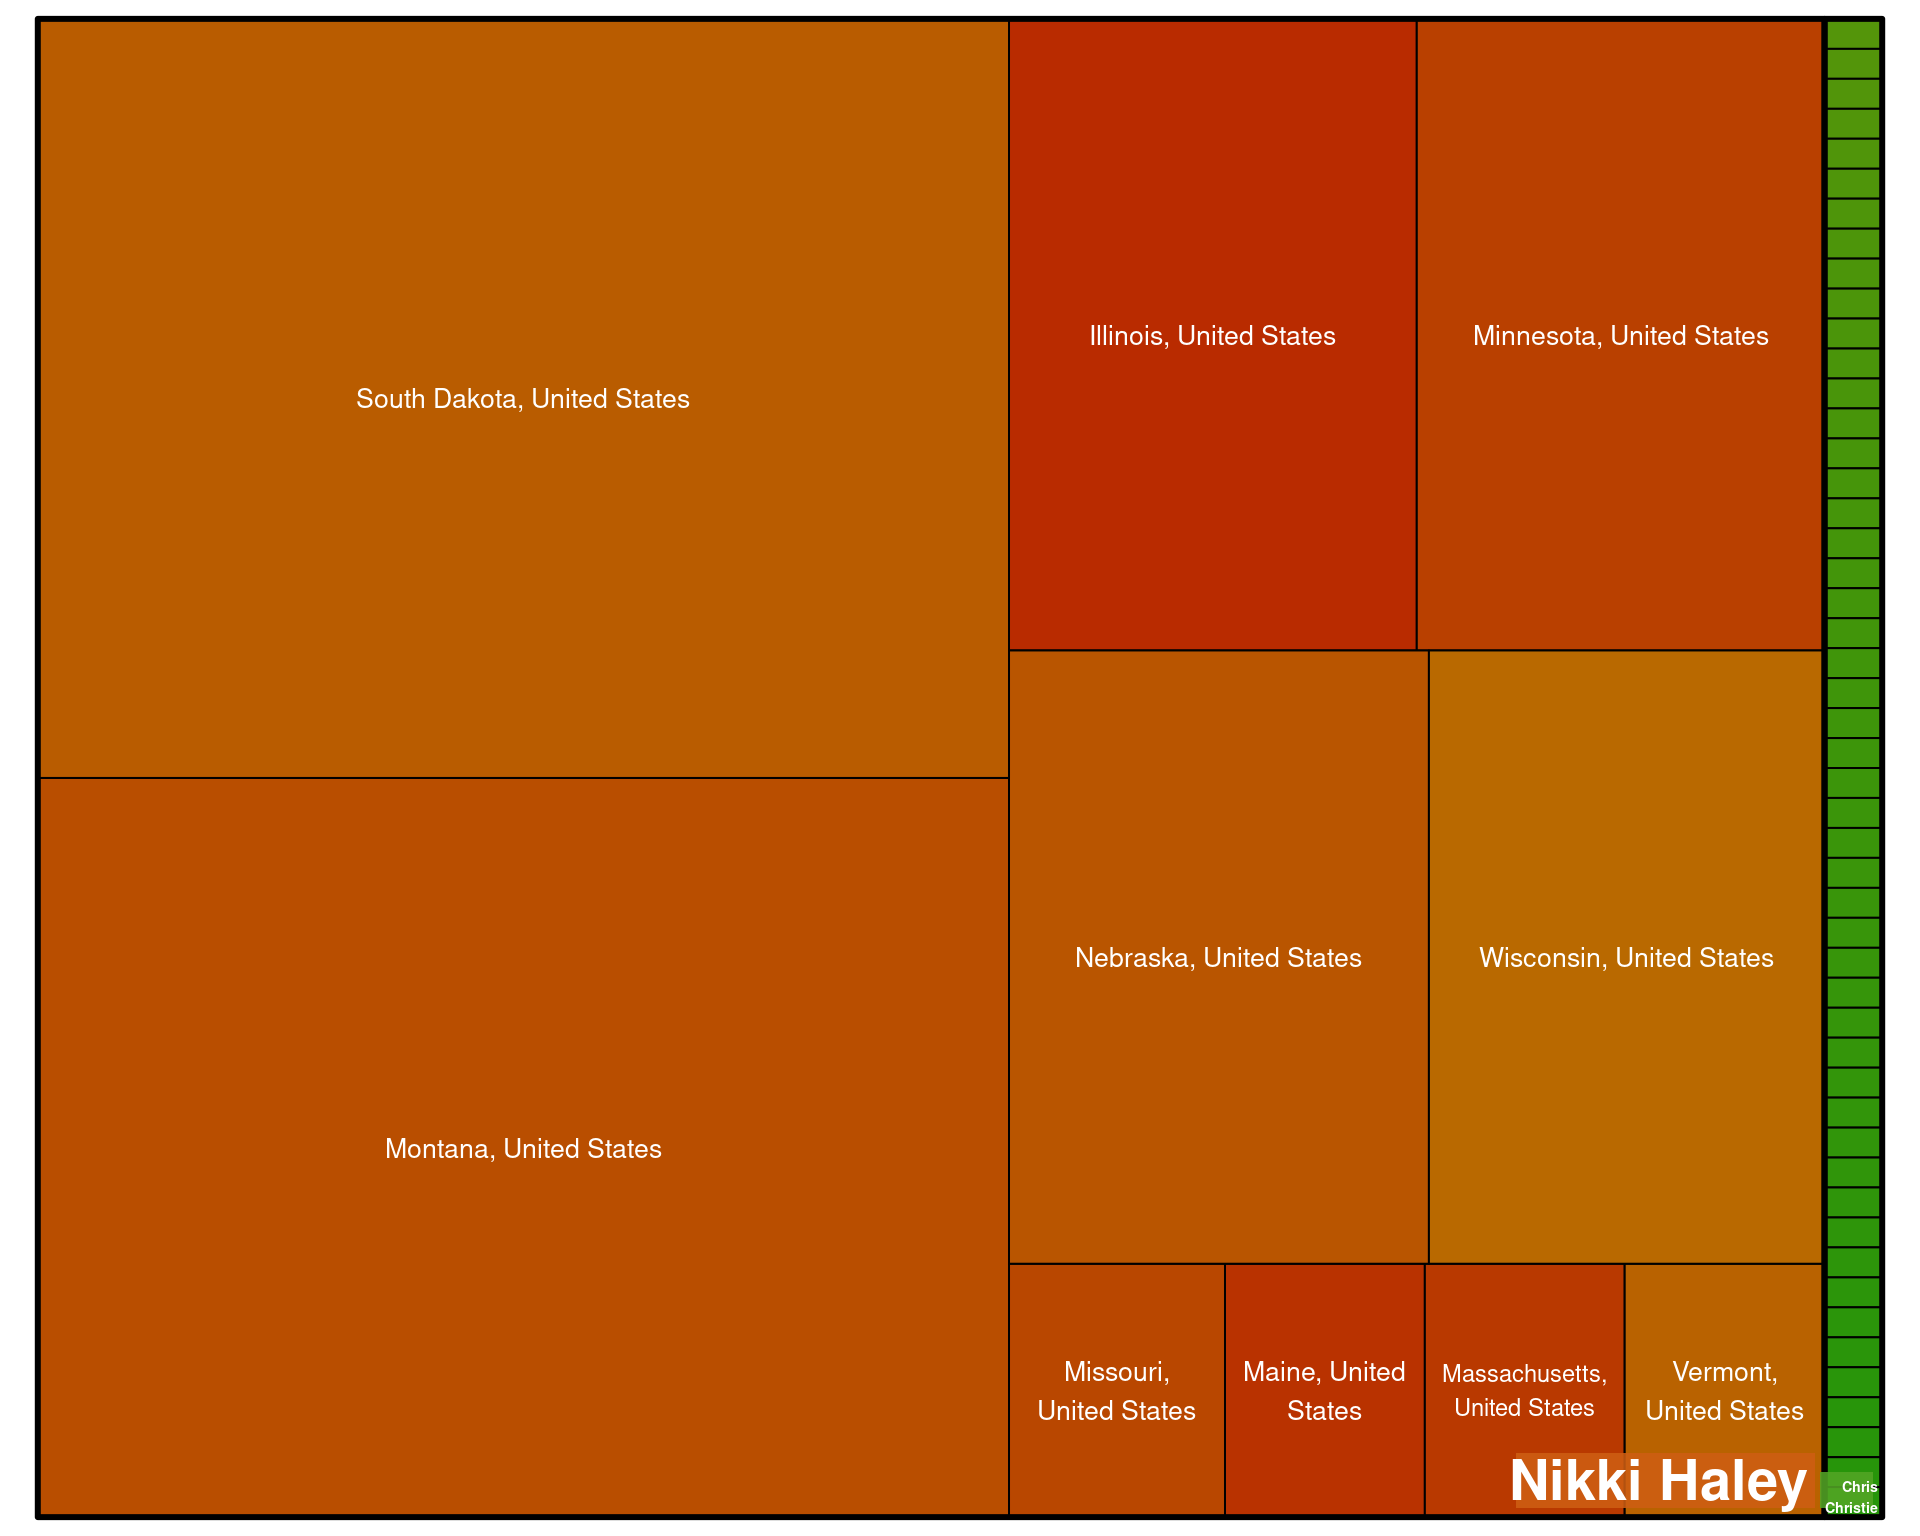 South Dakota, United States
Illinois, United States
Minnesota, United States
Montana, United States
Nebraska, United States
Wisconsin, United States
Missouri,
United States
Maine, United
States
Massachusetts,
United States
Vermont,
United States
Nikki Haley
Chris
Christie